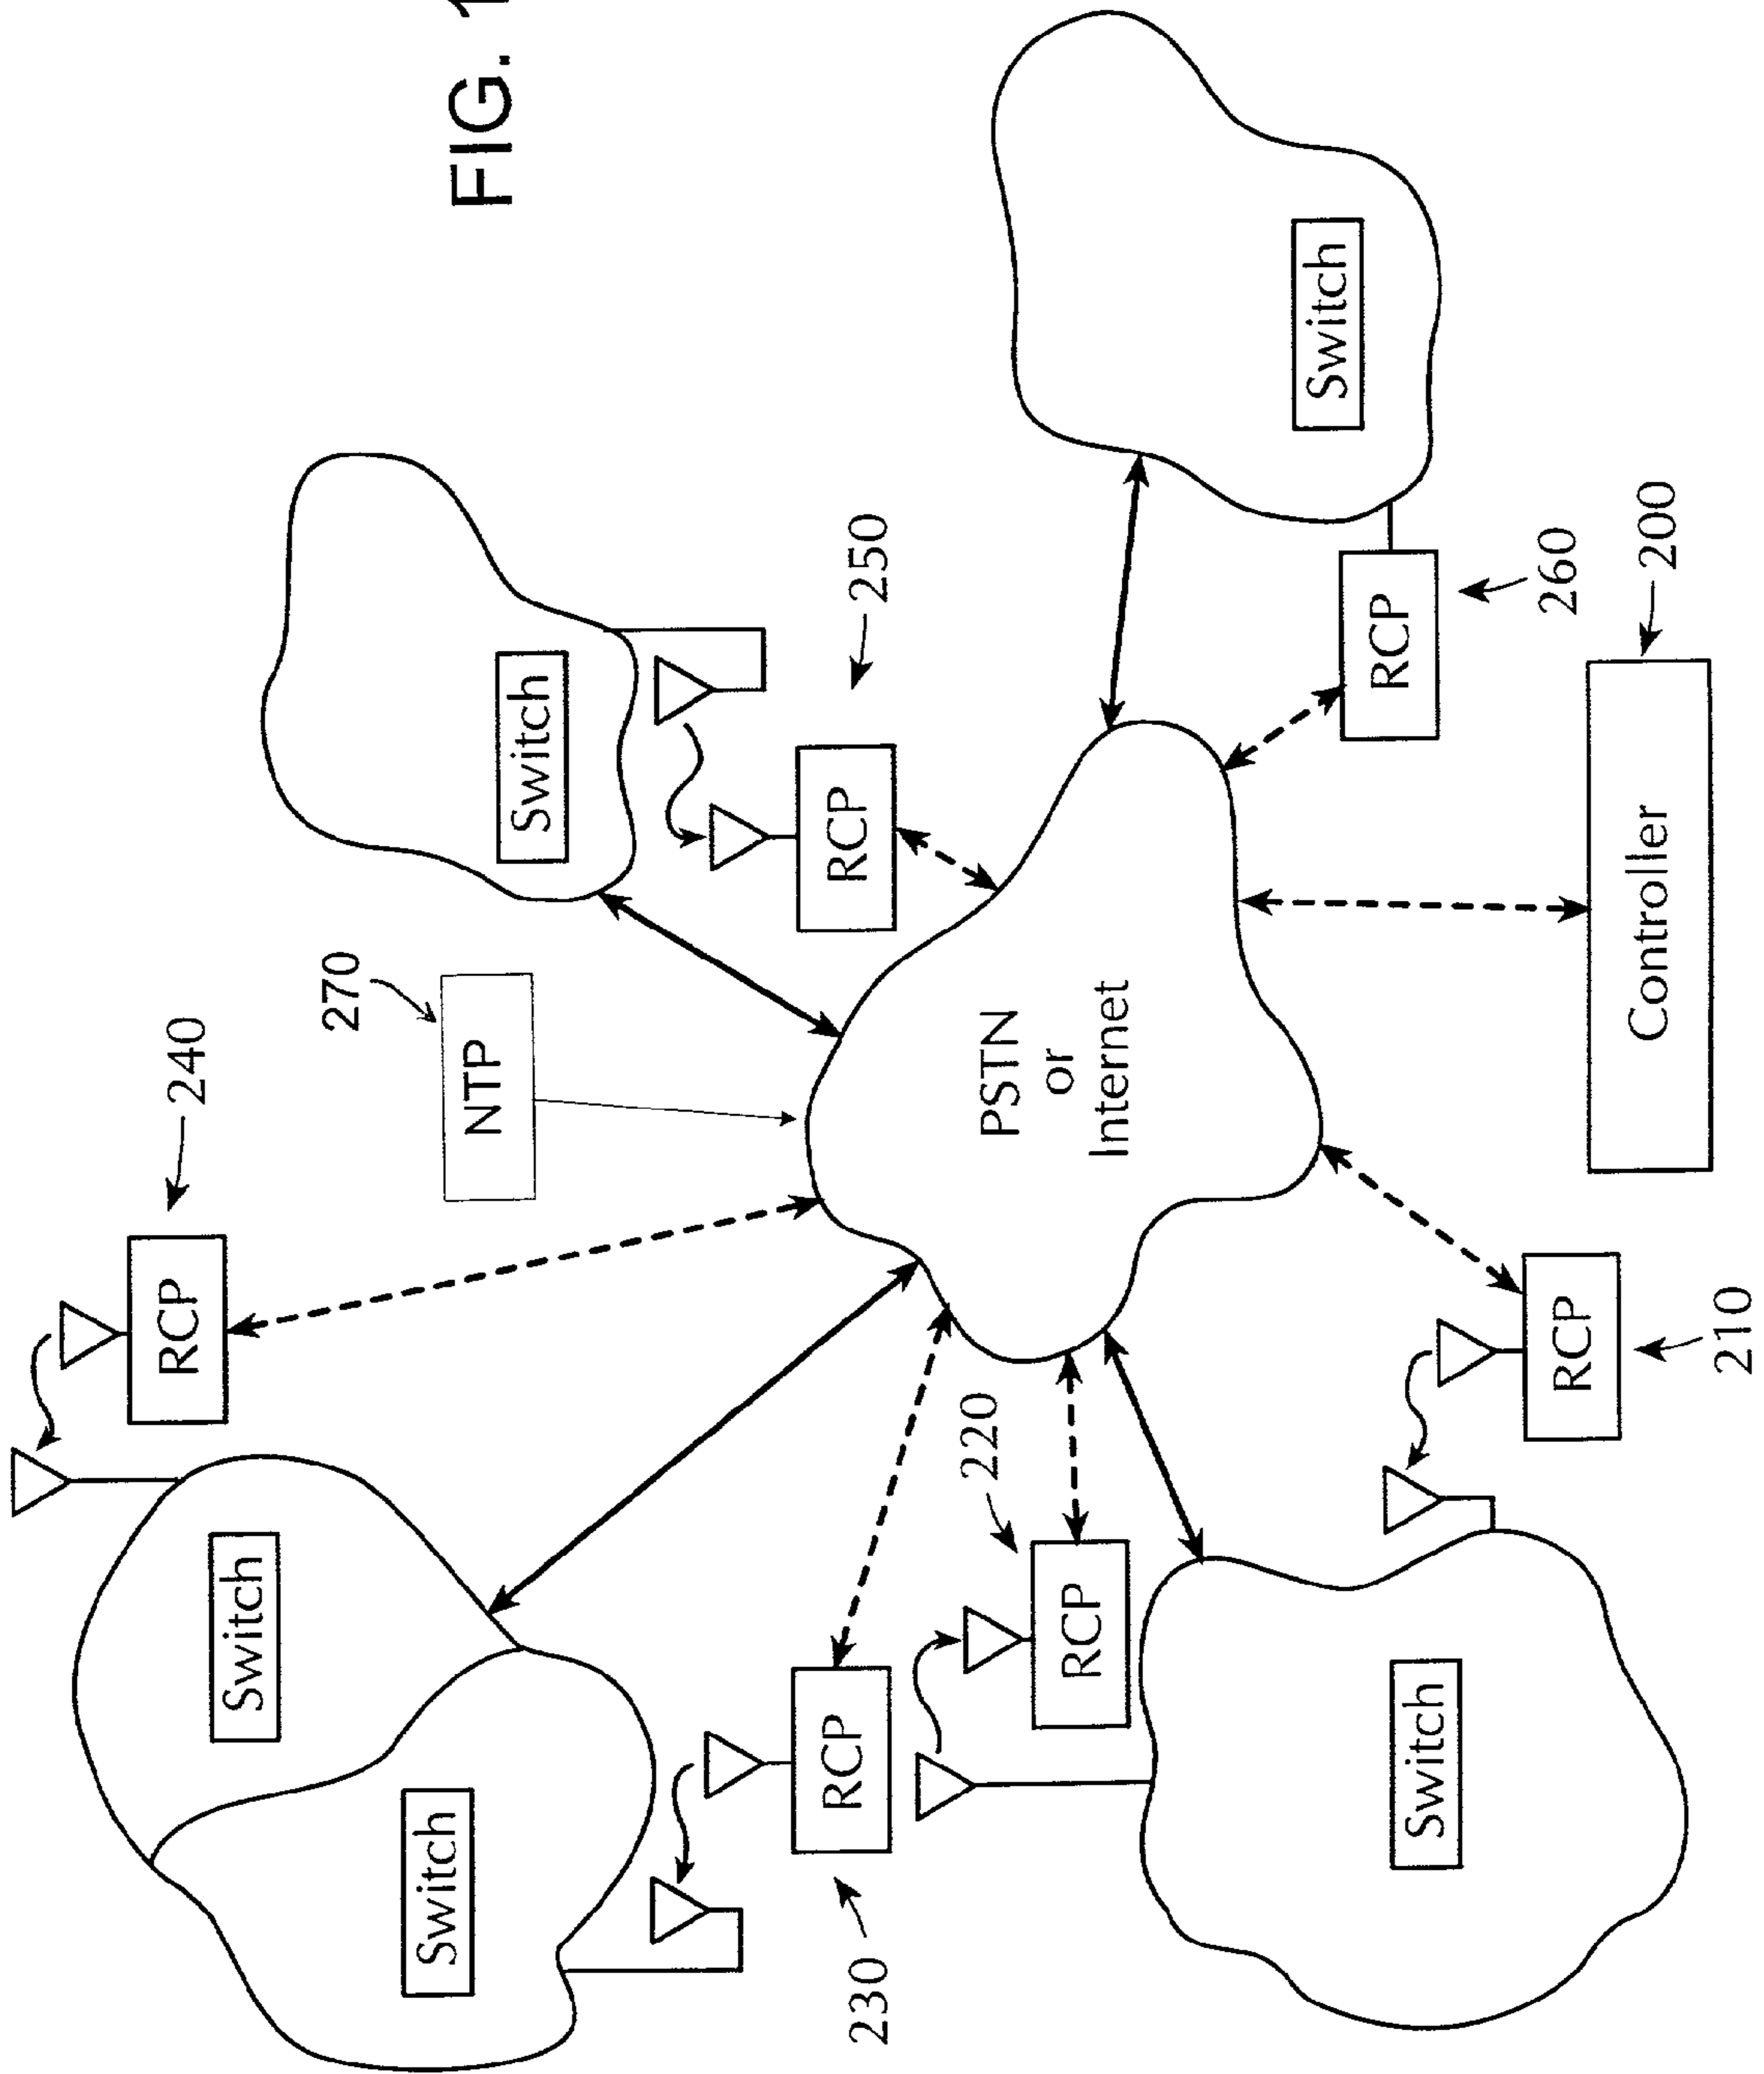 RCP
240
Switch
270
Switch
NTP
FIG. 1
Switch
230
RCP
RCP
250
220
PSTN
or
Internet
RCP
Switch
Switch
RCP
260
RCP
Controller
200
210